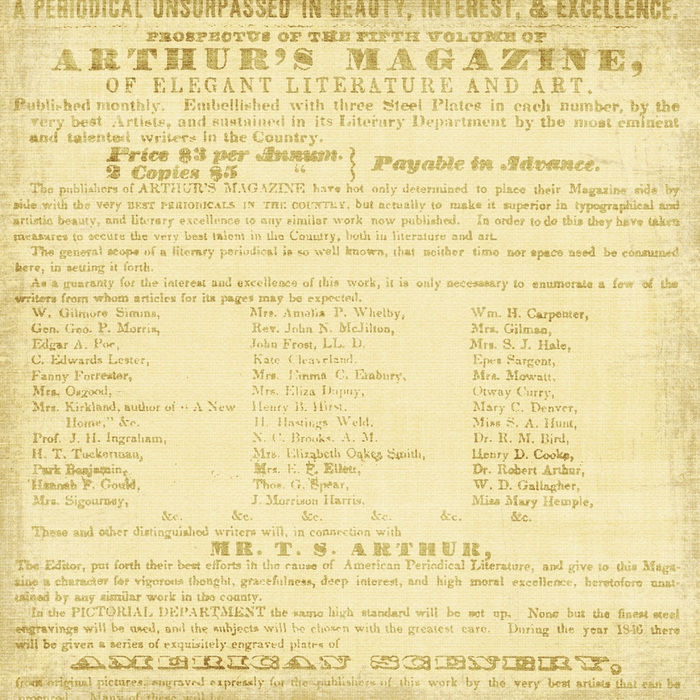 A PERIODICAL UNSURPASSED IN BEAUTY, INTEREST, & EXCELLENCE.
PROSPECTUS OF THE FIFTH VOLUME OF
ARTHUR'S MAGAZINE,
OF ELEGANT LITERATURE AND ART.
Published monthly. Embellished with three Steel Plates in each number, by the
very best Artists, and sustained in its Literary Department by the most eminent
and talented writers in the Country.
Price $3 per Annum.
2 Copies $5 "
} Payable in Advance.
The publishers of ARTHUR'S MAGAZINE have not only determined to place their Magazine side by
side with the very BEST PERIODICALS IN THE COUNTRY, but actually to make it superior in typographical and
artistic beauty, and literary excellence to any similar work now published. In order to do this they have taken
measures to secure the very best talent in the Country, both in literature and art.
The general scope of a literary periodical is so well known, that neither time nor space need be consumed
here, in setting it forth.
As a guaranty for the interest and excellence of this work, it is only necessary to enumerate a few of the
writers from whom articles for its pages may be expected.
W. Gilmore Simms,
Gen. Geo. P. Morris,
Edgar A. Poe,
C. Edwards Lester,
Fanny Forrester,
Mrs. Osgood,
Mrs. Kirkland, author of "A New
Home," &c.
Prof. J. H. Ingraham,
H. T. Tuckerman,
Park Benjamin,
Hannah F. Gould,
Mrs. Sigourney,
Mrs. Amelia P. Whelby,
Rev. John N. McJilton,
John Frost, LL. D.
Kate Cleaveland,
Mrs. Emma C. Embury,
Mrs. Eliza Dupuy,
Henry B. Hirst,
H. Hastings Weld,
N. C. Brooks, A. M.
Mrs. Elizabeth Oakes Smith,
Mrs. E. F. Ellett,
Thos. G. Spear,
J. Morrison Harris,
Wm. H. Carpenter,
Mrs. Gilman,
Mrs. S. J. Hale,
Epes Sargent,
Mrs. Mowatt,
Otway Curry,
Mary C. Denver,
Miss S. A. Hunt,
Dr. R. M. Bird,
Henry D. Cooke,
Dr. Robert Arthur,
W. D. Gallagher,
Miss Mary Hemple,
&c. &c. &c. &c. &c. &c.
These and other distinguished writers will, in connection with
MR. T. S. ARTHUR,
The Editor, put forth their best efforts in the cause of American Periodical Literature, and give to this Maga-
zine a character for vigorous thought, gracefulness, deep interest, and high moral excellence, heretofore unat-
tained by any similar work in the county.
In the PICTORIAL DEPARTMENT the same high standard will be set up. None but the finest steel
engravings will be used, and the subjects will be chosen with the greatest care. During the year 1846 there
will be given a series of exquisitely engraved plates of
AMERICAN SCENERY,
from original pictures, engraved expressly for the publishers of this work by the very best artists that can be
procured. Many of these will be